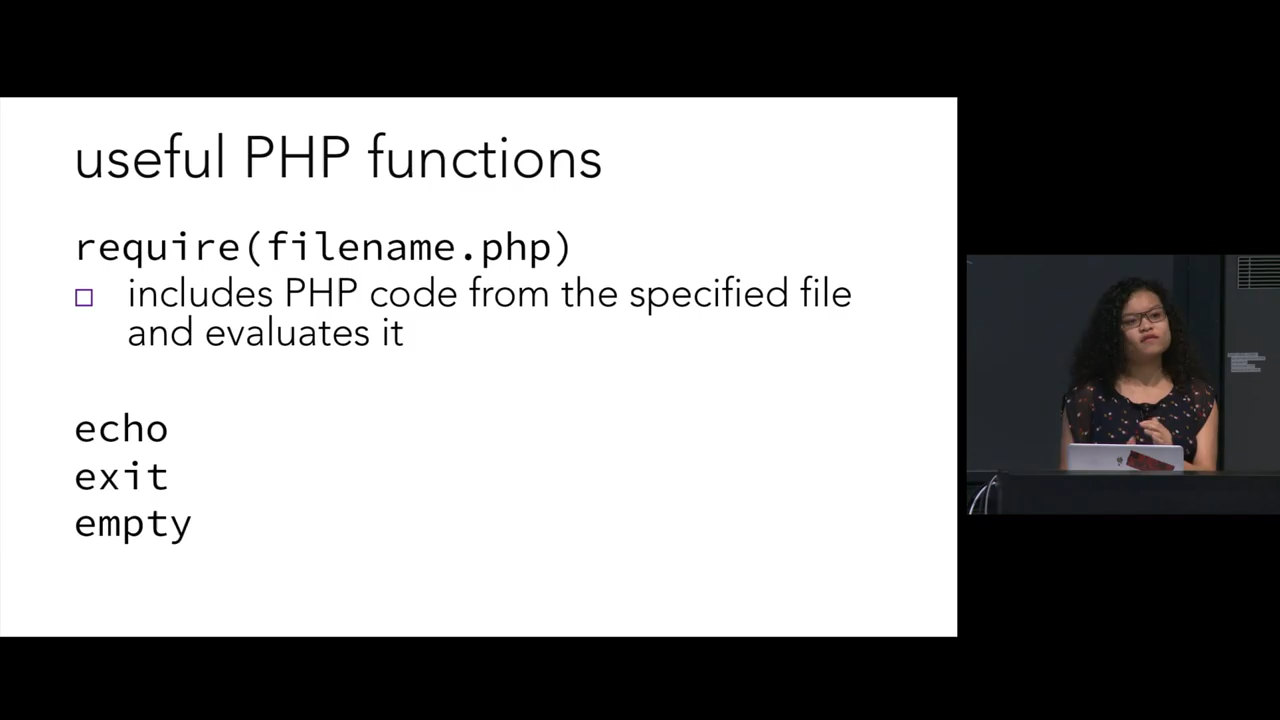 useful PHP functions
require(filename.php)
includes PHP code from the specified file
and evaluates it
echo
exit
empty